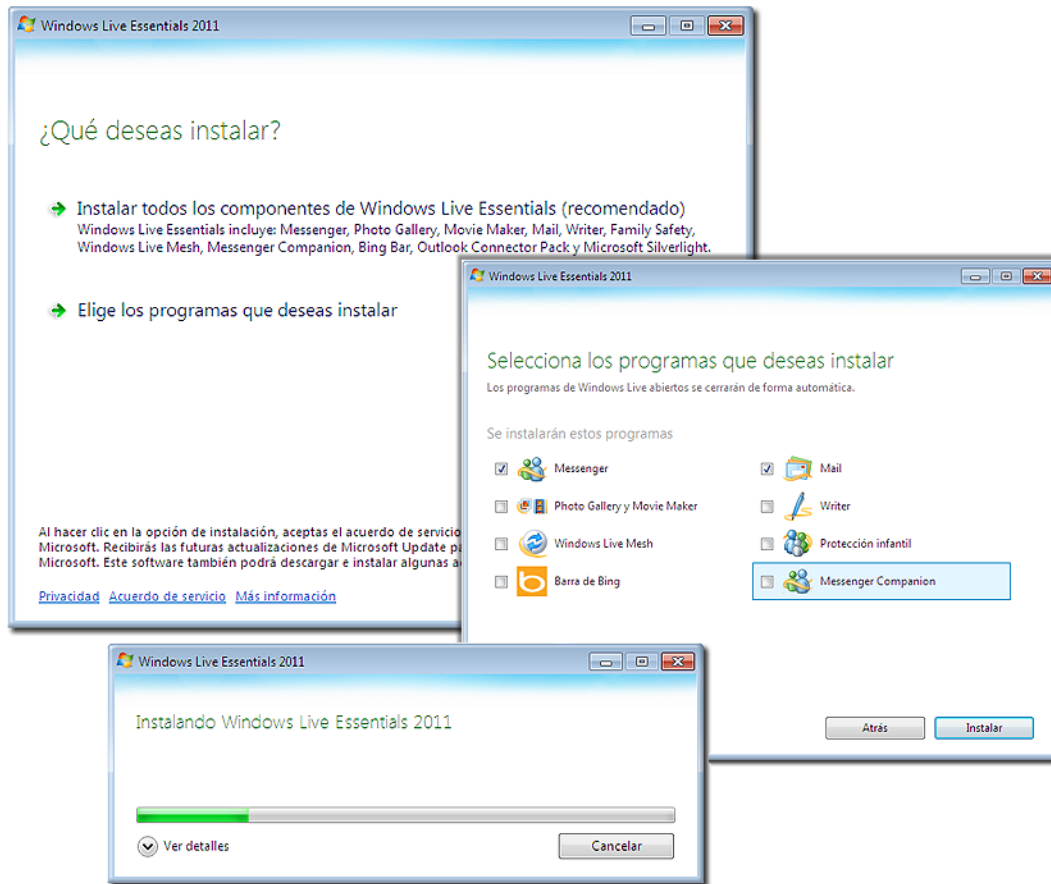 Windows Live Essentials 2011
¿Qué deseas instalar?
Instalar todos los componentes de Windows Live Essentials (recomendado)
Windows Live Essentials incluye: Messenger, Photo Gallery, Movie Maker, Mail, Writer, Family Safety,
Windows Live Mesh, Messenger Companion, Bing Bar, Outlook Connector Pack y Microsoft Silverlight.
Elige los programas que deseas instalar
Al hacer clic en la opción de instalación, aceptas el acuerdo de servicio
Microsoft. Recibirás las futuras actualizaciones de Microsoft Update
Microsoft. Este software también podrá descargar e instalar algunas
Privacidad Acuerdo de servicio Más información
Windows Live Essentials 2011
Selecciona los programas que deseas instalar
Los programas de Windows Live abiertos se cerrarán de forma automática.
Se instalarán estos programas
Messenger Mail
Photo Gallery y Movie Maker Writer
Windows Live Mesh Protección infantil
Barra de Bing Messenger Companion
Atrás Instalar
Windows Live Essentials 2011
Instalando Windows Live Essentials 2011
Ver detalles Cancelar